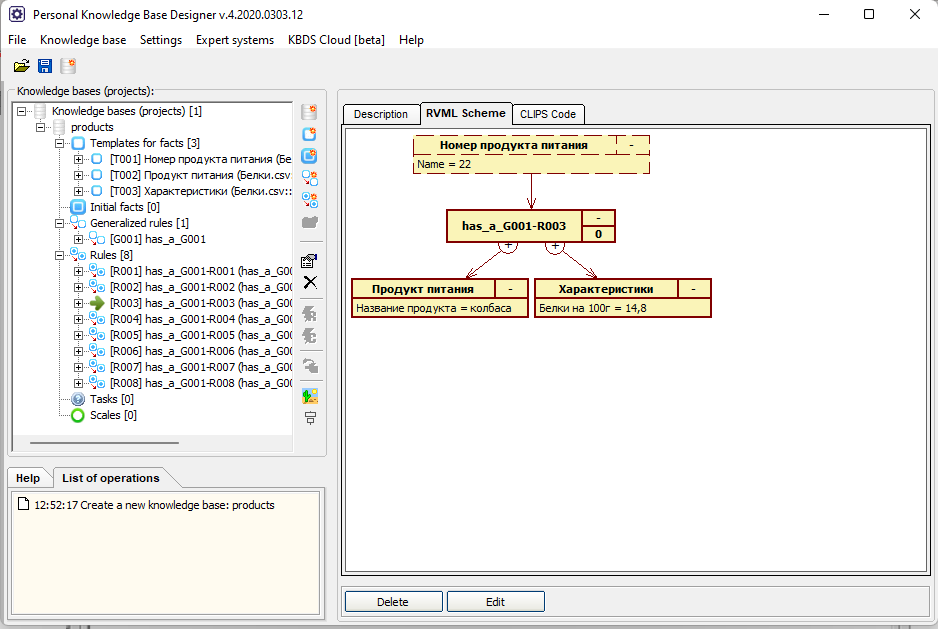 Personal Knowledge Base Designer v.4.2020.0303.12
File Knowledge base Settings Expert systems KBDS Cloud [beta] Help
Knowledge bases (projects):
Knowledge bases (projects) [1]
products
Templates for facts [3]
[T001] Номер продукта питания (Бе
[T002] Продукт питания (Белки.csv
[T003] Характеристики (Белки.csv::
Initial facts [0]
Generalized rules [1]
[G001] has_a_G001
Rules [8]
[R001] has_a_G001-R001 (has_a_G0
[R002] has_a_G001-R002 (has_a_G0
[R003] has_a_G001-R003 (has_a_G0
[R004] has_a_G001-R004 (has_a_G0
[R005] has_a_G001-R005 (has_a_G0
[R006] has_a_G001-R006 (has_a_G0
[R007] has_a_G001-R007 (has_a_G0
[R008] has_a_G001-R008 (has_a_G0
Tasks [0]
Scales [0]
Help List of operations
12:52:17 Create a new knowledge base: products
Description RVML Scheme CLIPS Code
Номер продукта питания -
Name = 22
has_a_G001-R003 -
0
+ +
Продукт питания - Характеристики -
Название продукта = колбаса Белки на 100г = 14,8
Delete Edit